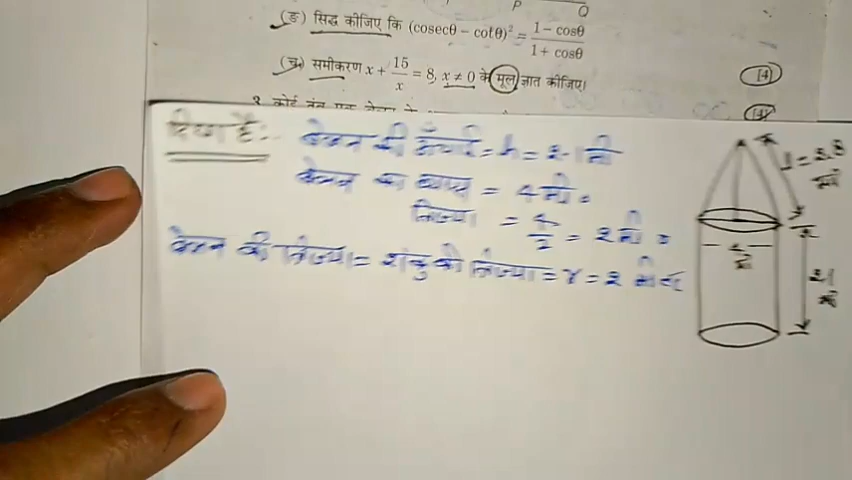 P Q
(ङ) सिद्ध कीजिए कि (cosecθ − cotθ)² = (1 − cosθ)/(1 + cosθ)
(च) समीकरण x + 15/x = 8, x ≠ 0 के मूल ज्ञात कीजिए। [4]
[4]
दिया है:- बेलन की ऊँचाई = h = 2.1 मी
बेलन का व्यास = 4 मी.
त्रिज्या = 4/2 = 2 मी.
बेलन की त्रिज्या = शंकु की त्रिज्या = r = 2 मी
l = 2.8 मी
2.1 मी